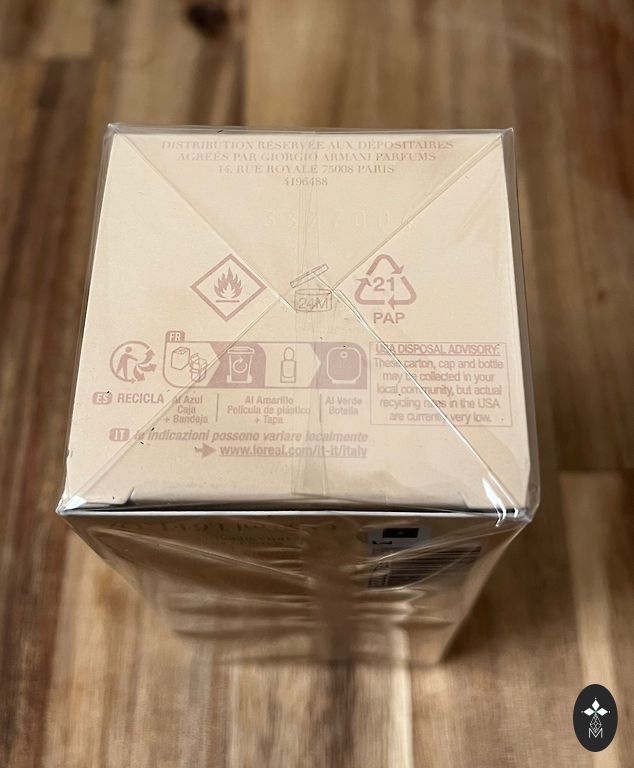 DISTRIBUTION RÉSERVÉE AUX DÉPOSITAIRES
AGRÉÉS PAR GIORGIO ARMANI PARFUMS
14, RUE ROYALE 75008 PARIS
4196488
24M
21
PAP
FR
ES RECICLA
Al Azul
Caja
+ Bandeja
Al Amarillo
Película de plástico
+ Tapa
Al Verde
Botella
USA DISPOSAL ADVISORY:
These carton, cap and bottle
may be collected in your
local community, but actual
recycling rates in the USA
are currently very low.
IT le indicazioni possono variare localmente
www.loreal.com/it-it/italy
M